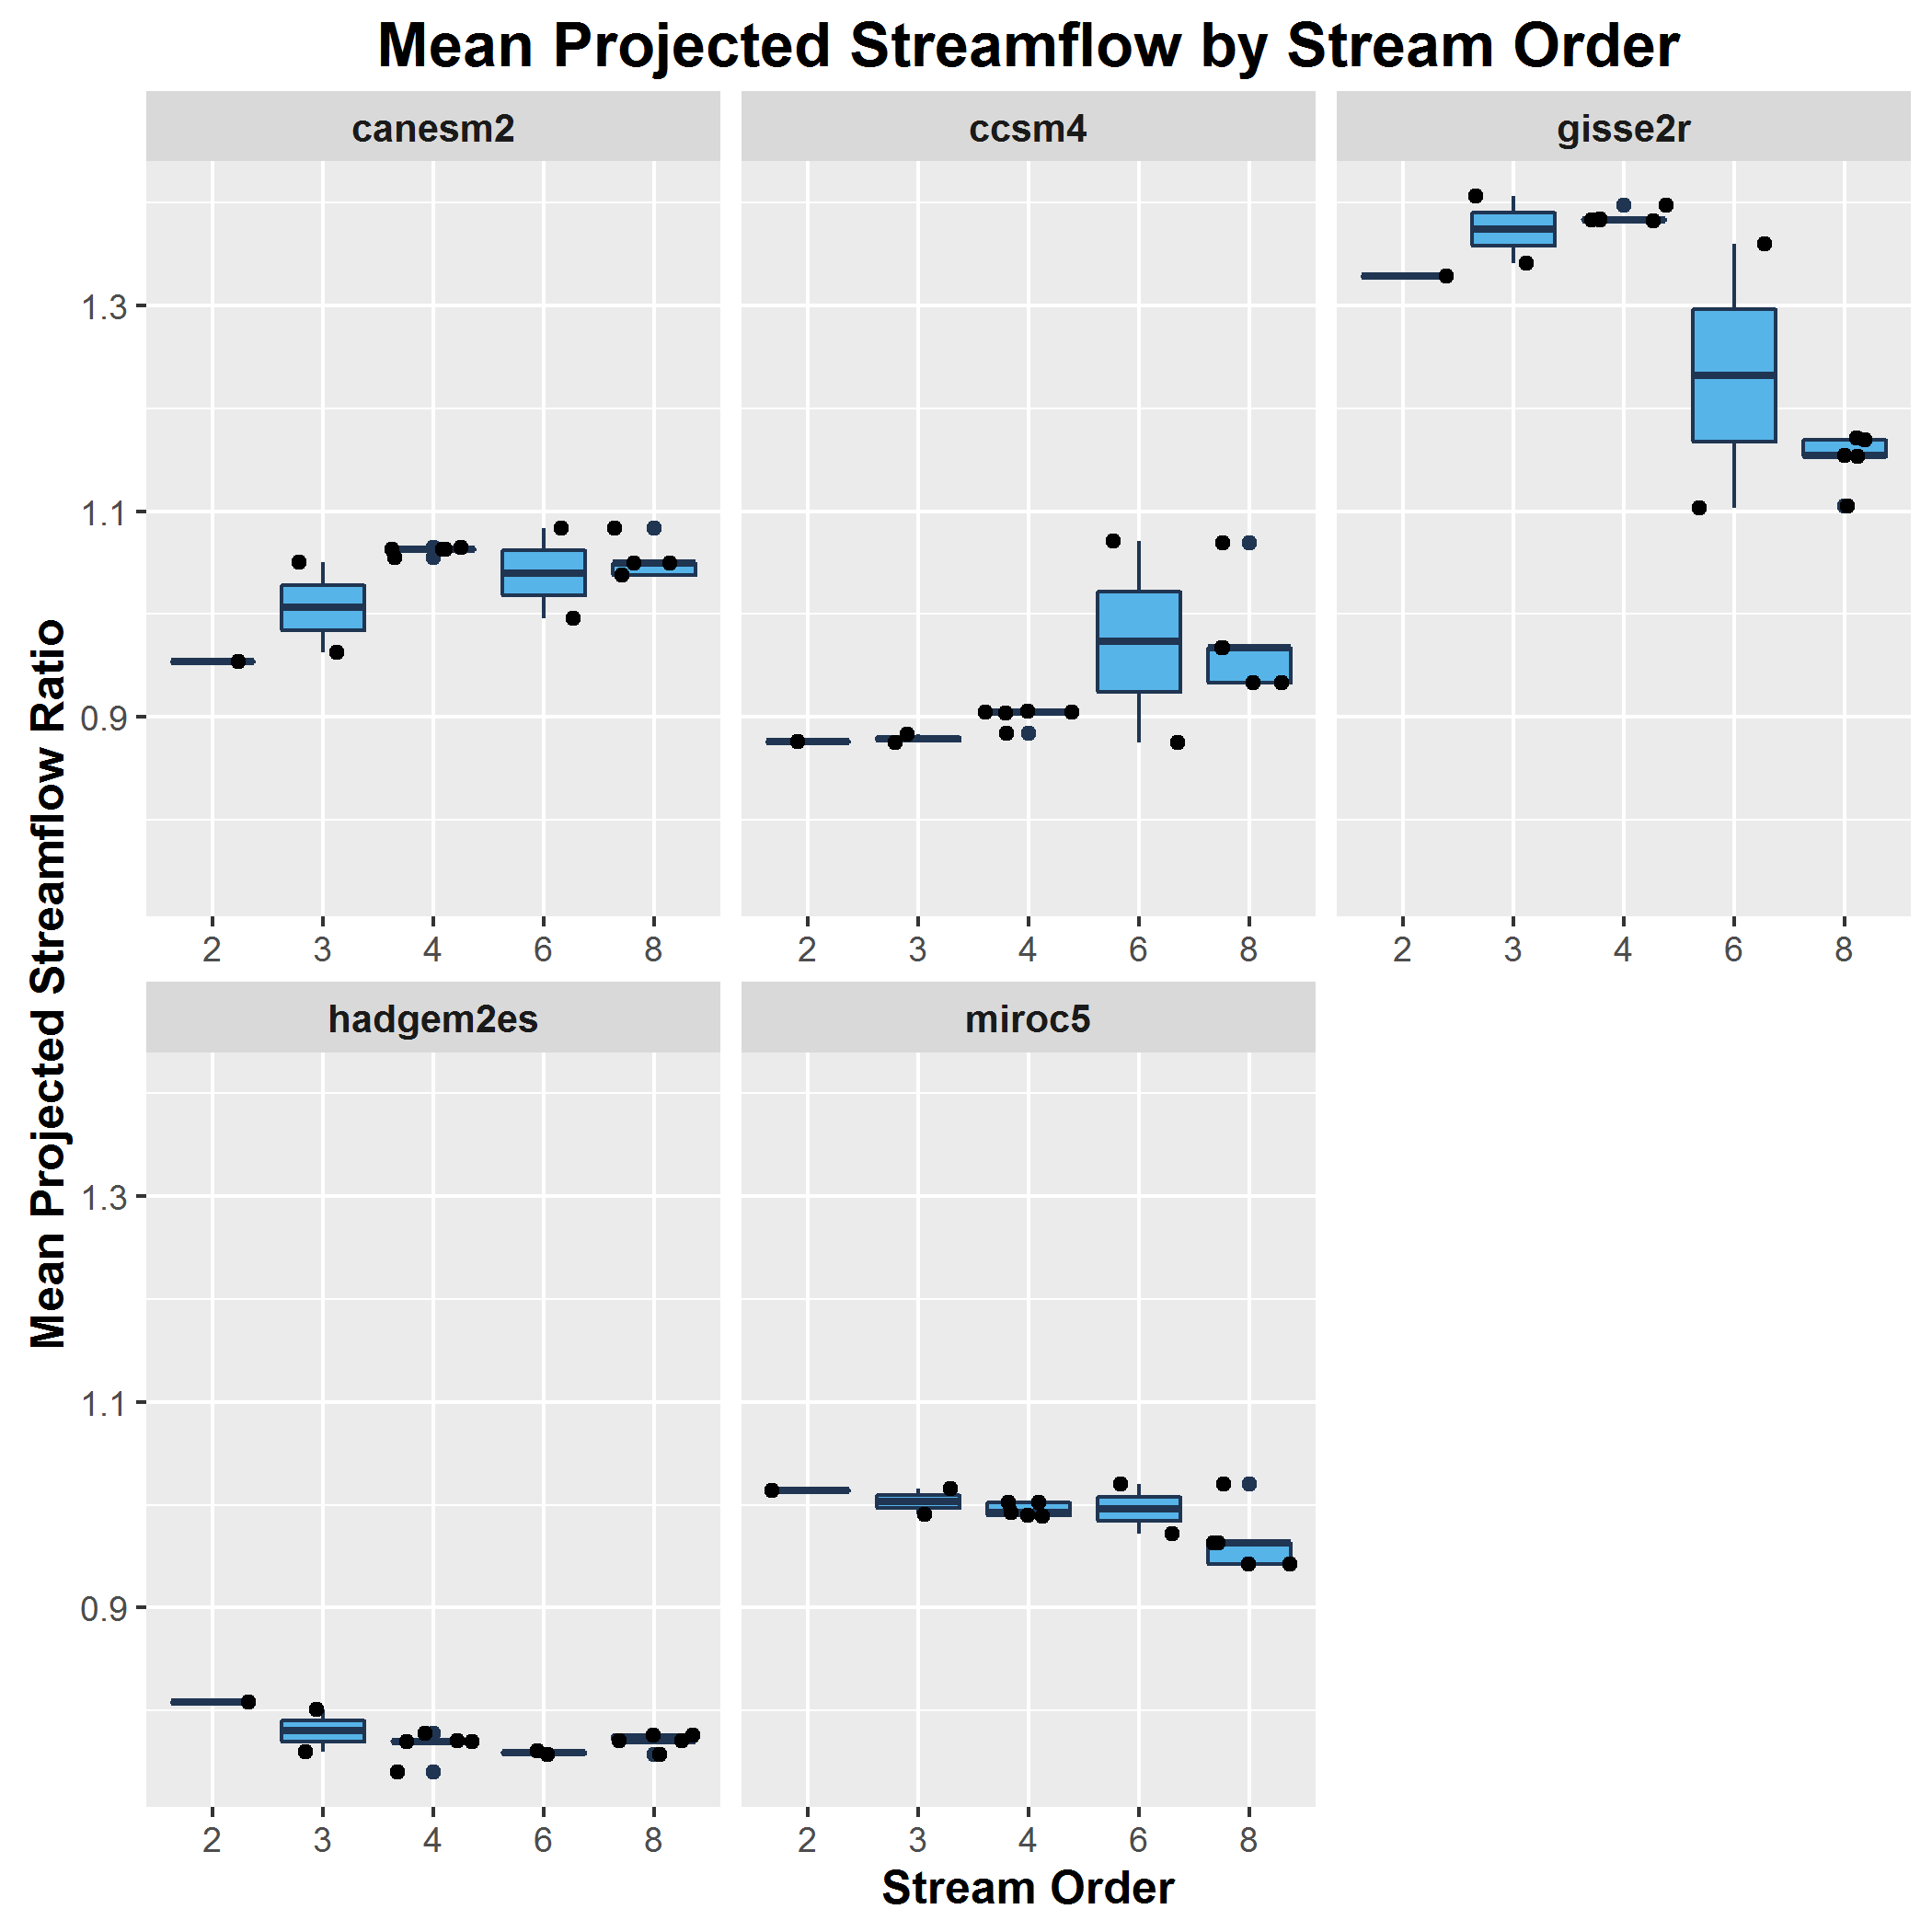 Mean Projected Streamflow by Stream Order
canesm2
ccsm4
gisse2r
1.3
1.1
0.9
2 3 4 6 8
2 3 4 6 8
2 3 4 6 8
Mean Projected Streamflow Ratio
hadgem2es
miroc5
1.3
1.1
0.9
2 3 4 6 8
2 3 4 6 8
Stream Order